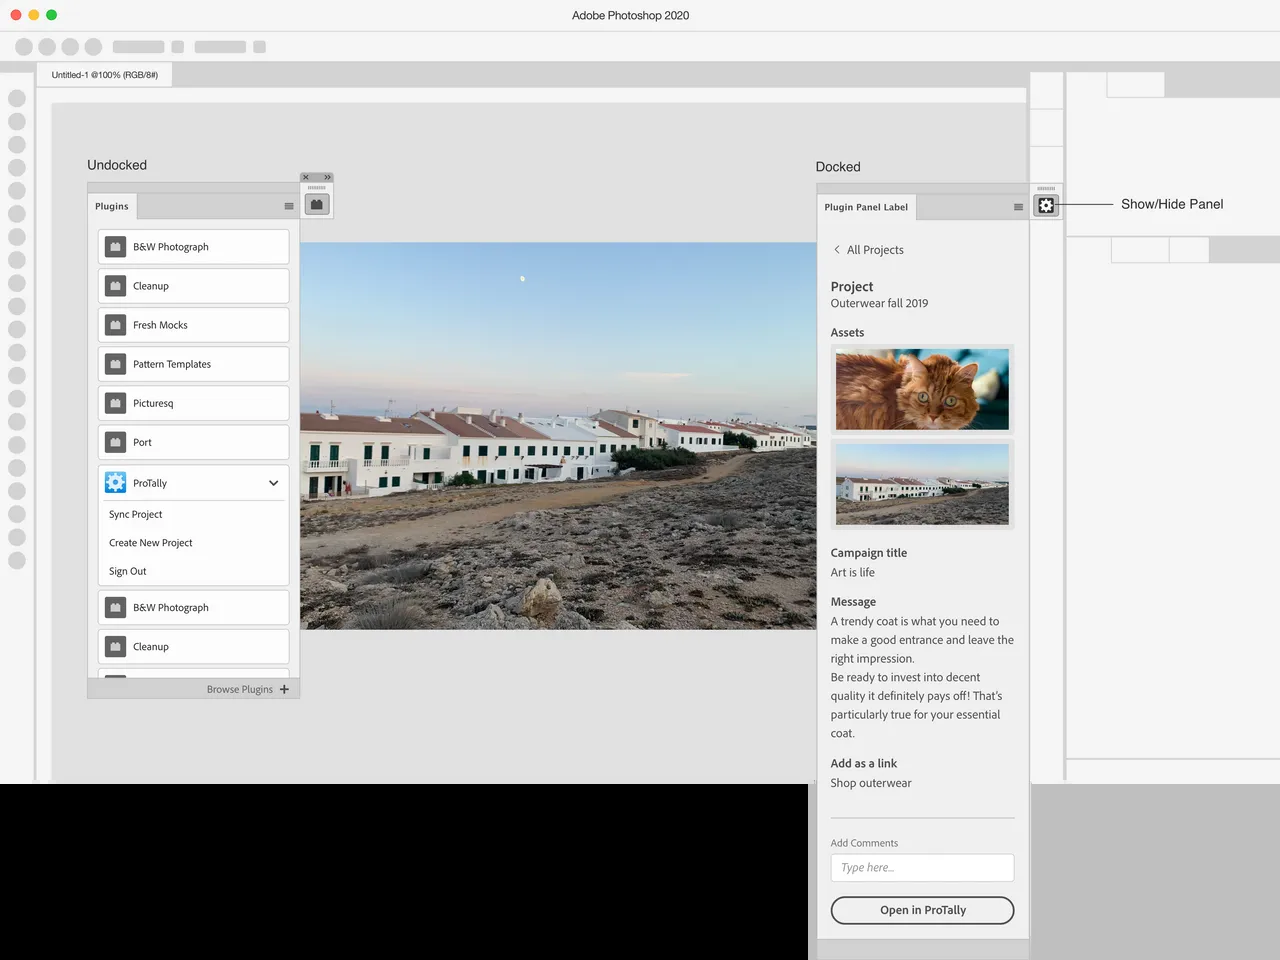 Adobe Photoshop 2020
Untitled-1 @100% (RGB/8#)
Undocked
Plugins
B&W Photograph
Cleanup
Fresh Mocks
Pattern Templates
Picturesq
Port
ProTally
Sync Project
Create New Project
Sign Out
B&W Photograph
Cleanup
Browse Plugins
Docked
Plugin Panel Label
Show/Hide Panel
All Projects
Project
Outerwear fall 2019
Assets
Campaign title
Art is life
Message
A trendy coat is what you need to
make a good entrance and leave the
right impression.
Be ready to invest into decent
quality it definitely pays off! That's
particularly true for your essential
coat.
Add as a link
Shop outerwear
Add Comments
Type here...
Open in ProTally